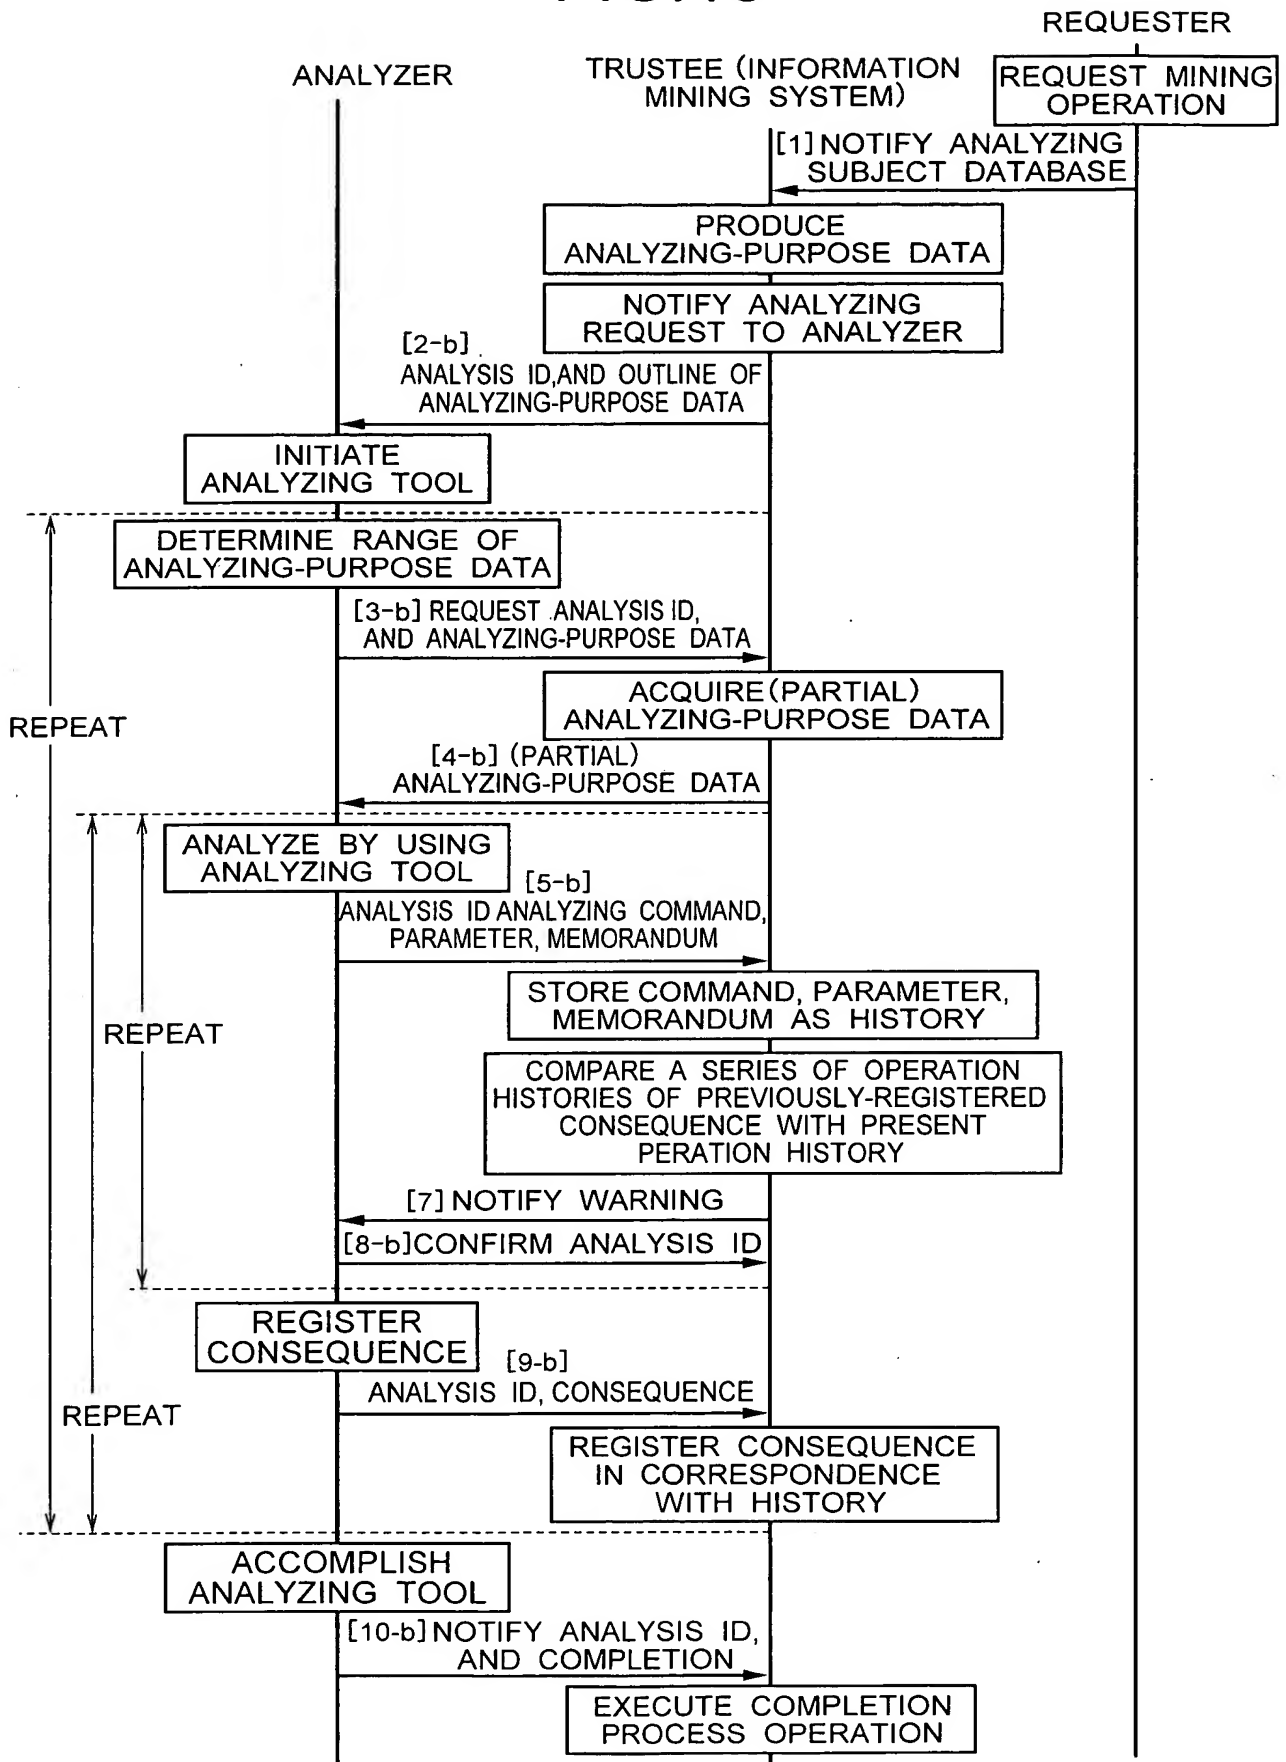 REQUESTER
ANALYZER
TRUSTEE (INFORMATION
MINING SYSTEM)
REQUEST MINING
OPERATION
[1] NOTIFY ANALYZING
SUBJECT DATABASE
PRODUCE
ANALYZING-PURPOSE DATA
NOTIFY ANALYZING
REQUEST TO ANALYZER
[2-b]
ANALYSIS ID, AND OUTLINE OF
ANALYZING-PURPOSE DATA
INITIATE
ANALYZING TOOL
DETERMINE RANGE OF
ANALYZING-PURPOSE DATA
[3-b] REQUEST ANALYSIS ID,
AND ANALYZING-PURPOSE DATA
ACQUIRE (PARTIAL)
ANALYZING-PURPOSE DATA
REPEAT
[4-b] (PARTIAL)
ANALYZING-PURPOSE DATA
ANALYZE BY USING
ANALYZING TOOL
[5-b]
ANALYSIS ID ANALYZING COMMAND,
PARAMETER, MEMORANDUM
STORE COMMAND, PARAMETER,
MEMORANDUM AS HISTORY
REPEAT
COMPARE A SERIES OF OPERATION
HISTORIES OF PREVIOUSLY-REGISTERED
CONSEQUENCE WITH PRESENT
PERATION HISTORY
[7] NOTIFY WARNING
[8-b] CONFIRM ANALYSIS ID
REGISTER
CONSEQUENCE
[9-b]
ANALYSIS ID, CONSEQUENCE
REPEAT
REGISTER CONSEQUENCE
IN CORRESPONDENCE
WITH HISTORY
ACCOMPLISH
ANALYZING TOOL
[10-b] NOTIFY ANALYSIS ID,
AND COMPLETION
EXECUTE COMPLETION
PROCESS OPERATION